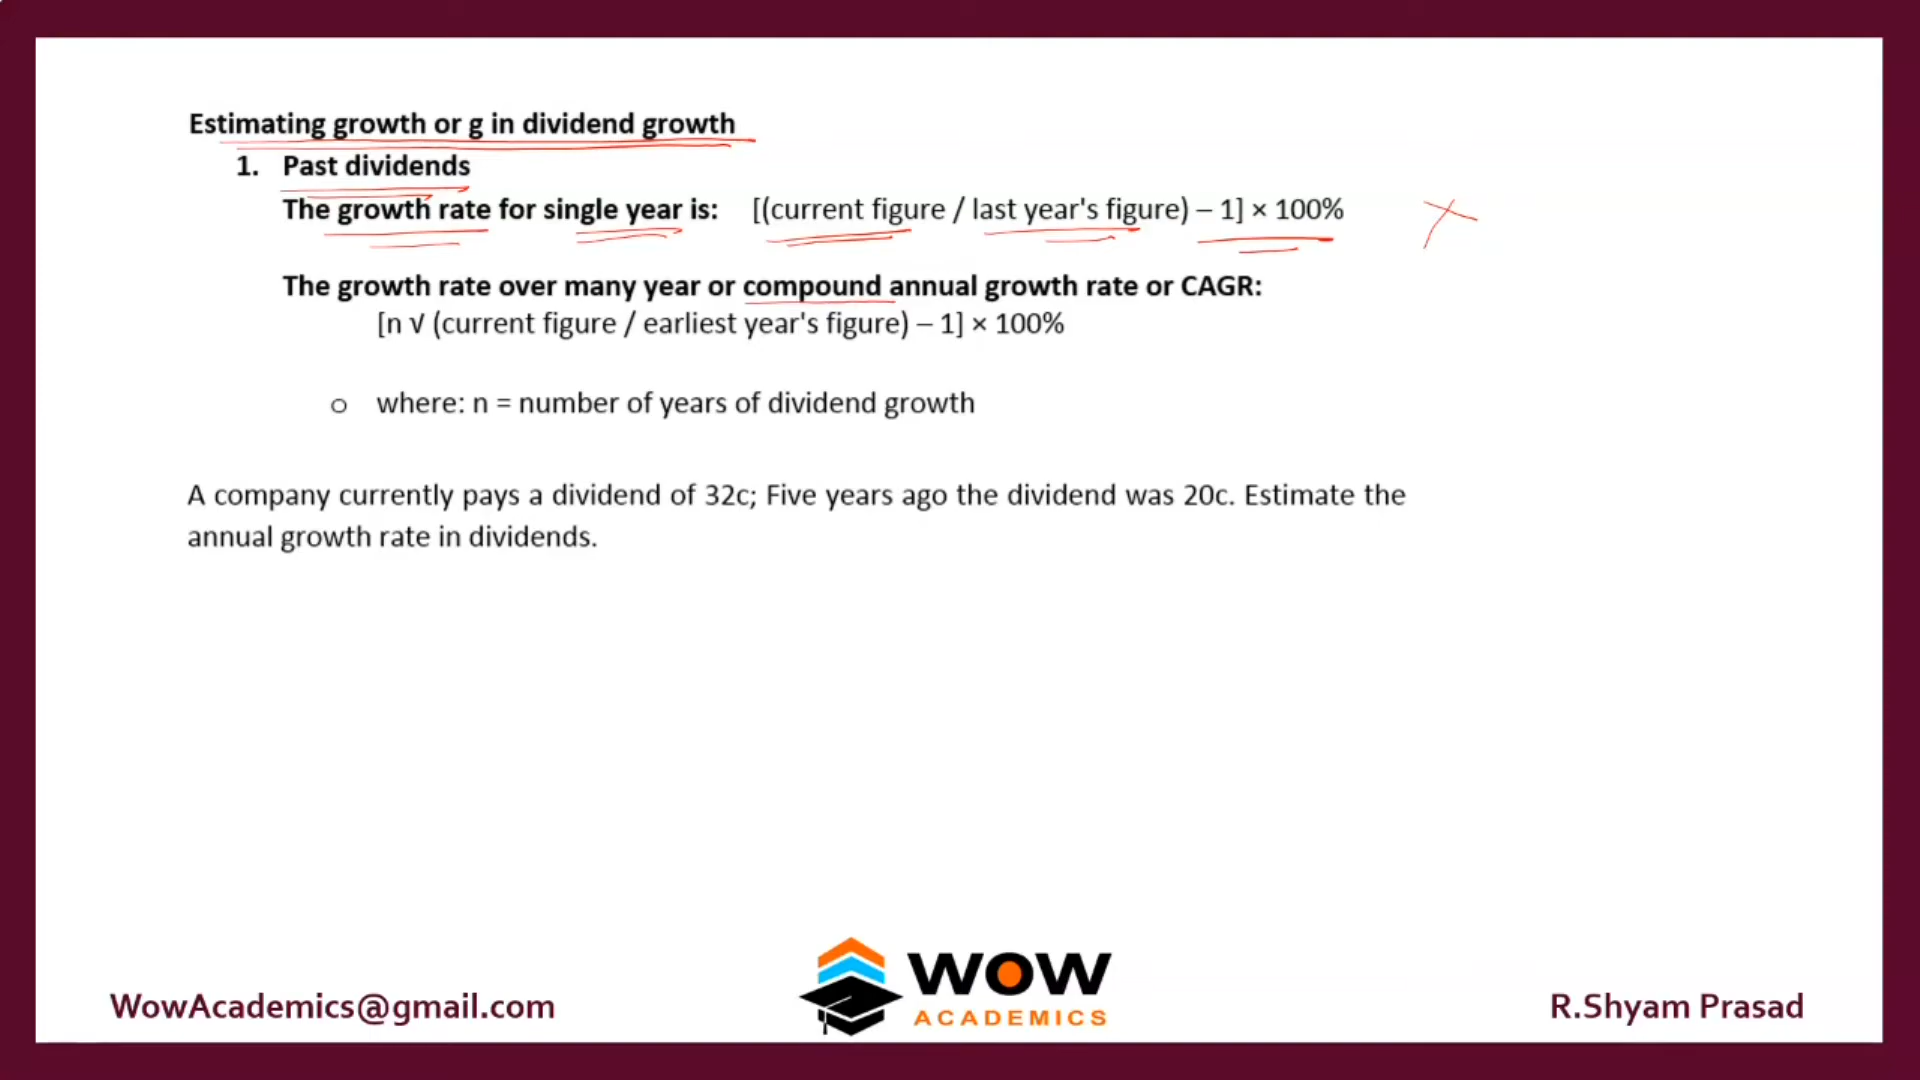 Estimating growth or g in dividend growth
1. Past dividends
The growth rate for single year is: [(current figure / last year's figure) – 1] × 100%
The growth rate over many year or compound annual growth rate or CAGR:
[n √ (current figure / earliest year's figure) – 1] × 100%
o where: n = number of years of dividend growth
A company currently pays a dividend of 32c; Five years ago the dividend was 20c. Estimate the
annual growth rate in dividends.
WowAcademics@gmail.com
WOW
ACADEMICS
R.Shyam Prasad